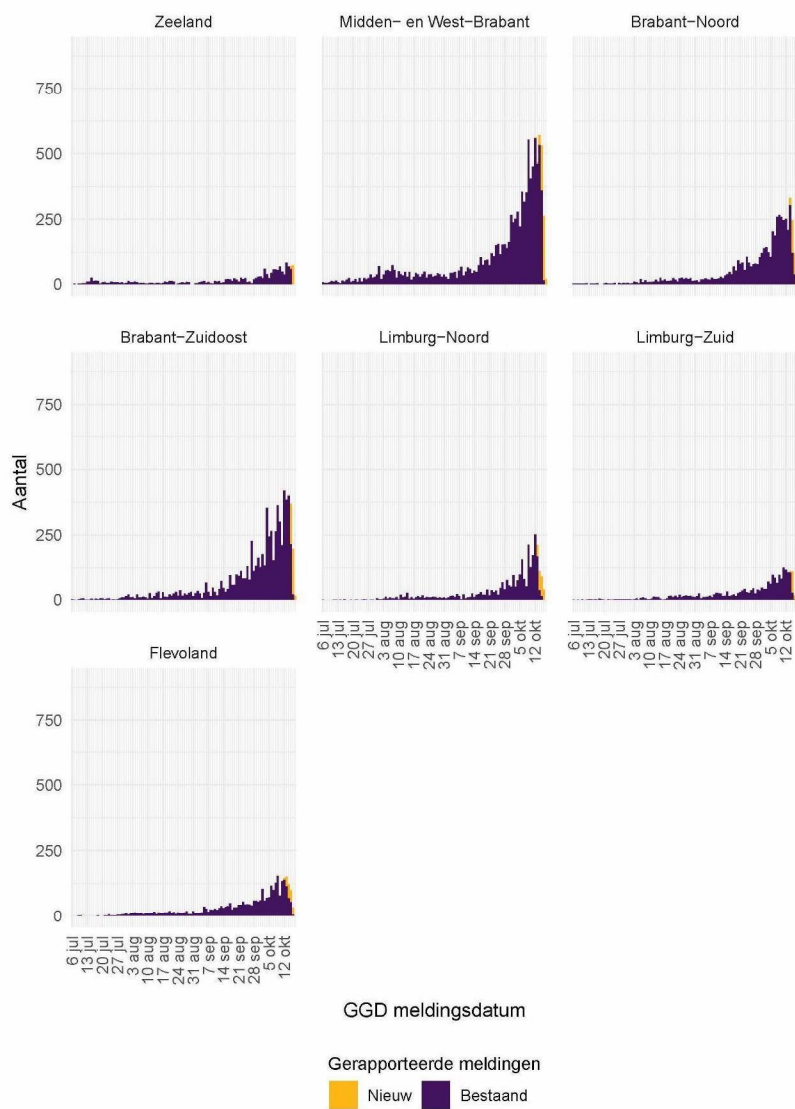 Zeeland
Midden- en West-Brabant
Brabant-Noord
750
500
250
0
Brabant-Zuidoost
Limburg-Noord
Limburg-Zuid
Aantal
750
500
250
0
6 jul 13 jul 20 jul 27 jul 3 aug 10 aug 17 aug 24 aug 31 aug 7 sep 14 sep 21 sep 28 sep 5 okt 12 okt
6 jul 13 jul 20 jul 27 jul 3 aug 10 aug 17 aug 24 aug 31 aug 7 sep 14 sep 21 sep 28 sep 5 okt 12 okt
Flevoland
750
500
250
0
6 jul 13 jul 20 jul 27 jul 3 aug 10 aug 17 aug 24 aug 31 aug 7 sep 14 sep 21 sep 28 sep 5 okt 12 okt
GGD meldingsdatum
Gerapporteerde meldingen
Nieuw
Bestaand